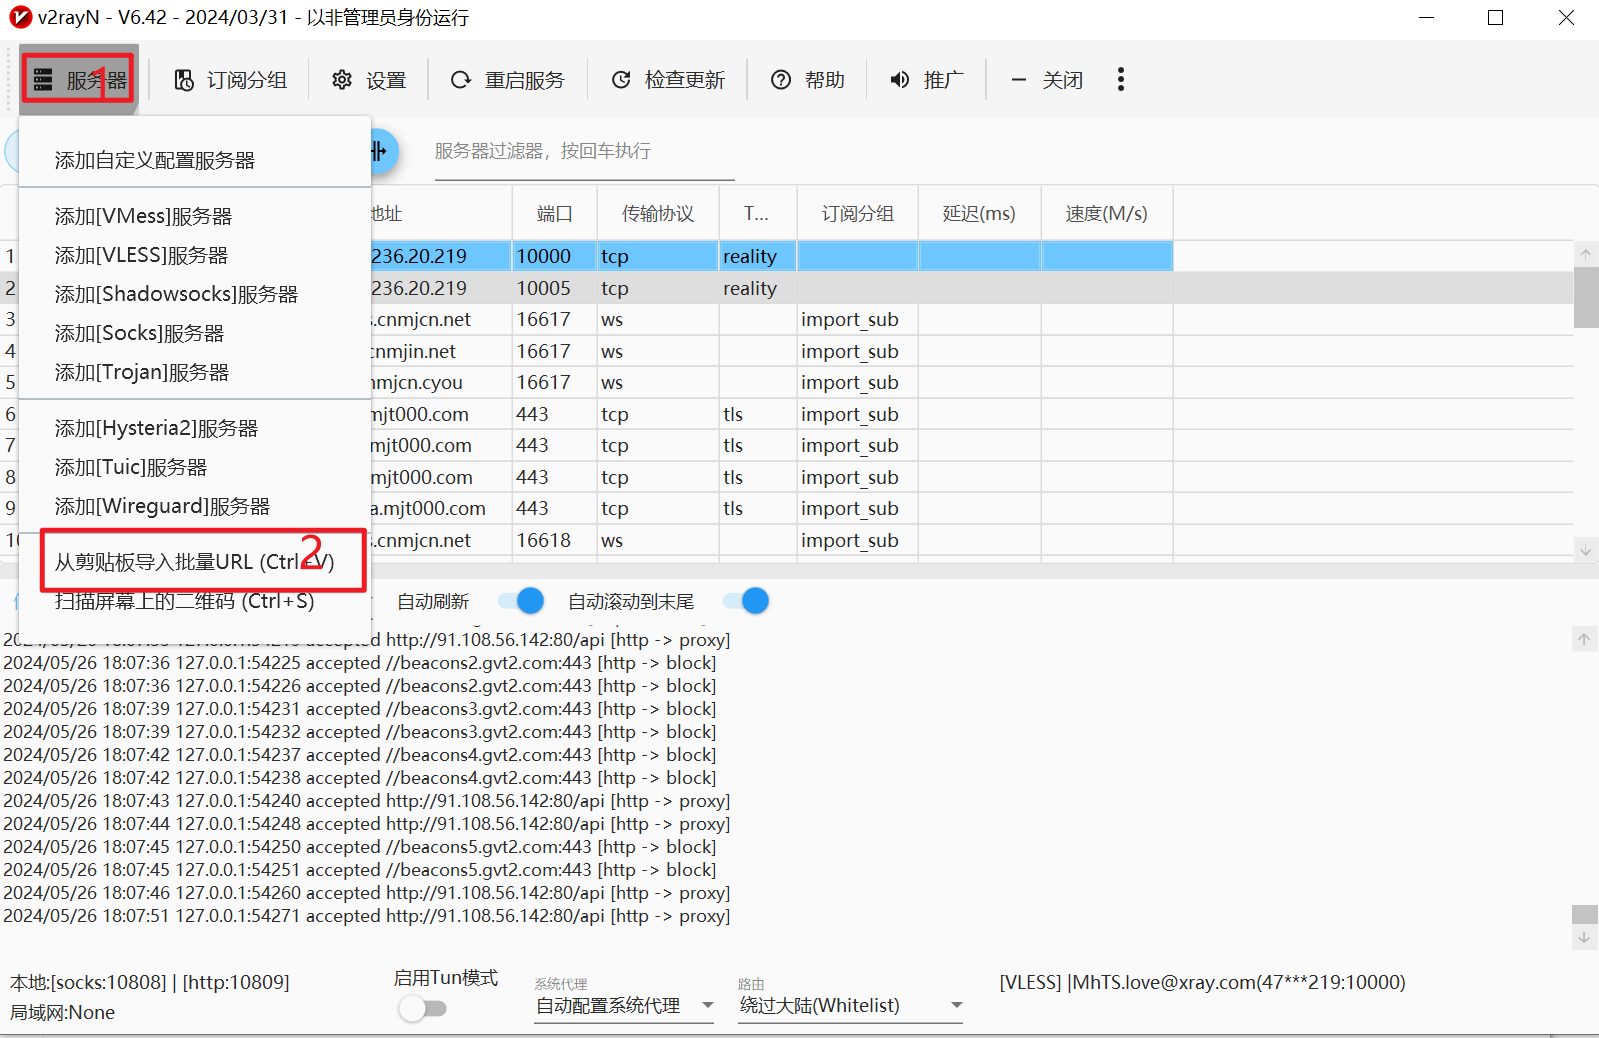 v2rayN - V6.42 - 2024/03/31 - 以非管理员身份运行
服务器 1 订阅分组 设置 重启服务 检查更新 帮助 推广 关闭
添加自定义配置服务器
添加[VMess]服务器
添加[VLESS]服务器
添加[Shadowsocks]服务器
添加[Socks]服务器
添加[Trojan]服务器
添加[Hysteria2]服务器
添加[Tuic]服务器
添加[Wireguard]服务器
从剪贴板导入批量URL (Ctrl+V) 2
扫描屏幕上的二维码 (Ctrl+S)
服务器过滤器，按回车执行
地址 端口 传输协议 T... 订阅分组 延迟(ms) 速度(M/s)
1 236.20.219 10000 tcp reality
2 236.20.219 10005 tcp reality
3 .cnmjcn.net 16617 ws import_sub
4 cnmjin.net 16617 ws import_sub
5 nmjcn.cyou 16617 ws import_sub
6 mjt000.com 443 tcp tls import_sub
7 mjt000.com 443 tcp tls import_sub
8 mjt000.com 443 tcp tls import_sub
9 a.mjt000.com 443 tcp tls import_sub
10 .cnmjcn.net 16618 ws import_sub
自动刷新 自动滚动到末尾
accepted http://91.108.56.142:80/api [http -> proxy]
2024/05/26 18:07:36 127.0.0.1:54225 accepted //beacons2.gvt2.com:443 [http -> block]
2024/05/26 18:07:36 127.0.0.1:54226 accepted //beacons2.gvt2.com:443 [http -> block]
2024/05/26 18:07:39 127.0.0.1:54231 accepted //beacons3.gvt2.com:443 [http -> block]
2024/05/26 18:07:39 127.0.0.1:54232 accepted //beacons3.gvt2.com:443 [http -> block]
2024/05/26 18:07:42 127.0.0.1:54237 accepted //beacons4.gvt2.com:443 [http -> block]
2024/05/26 18:07:42 127.0.0.1:54238 accepted //beacons4.gvt2.com:443 [http -> block]
2024/05/26 18:07:43 127.0.0.1:54240 accepted http://91.108.56.142:80/api [http -> proxy]
2024/05/26 18:07:44 127.0.0.1:54248 accepted http://91.108.56.142:80/api [http -> proxy]
2024/05/26 18:07:45 127.0.0.1:54250 accepted //beacons5.gvt2.com:443 [http -> block]
2024/05/26 18:07:45 127.0.0.1:54251 accepted //beacons5.gvt2.com:443 [http -> block]
2024/05/26 18:07:46 127.0.0.1:54260 accepted http://91.108.56.142:80/api [http -> proxy]
2024/05/26 18:07:51 127.0.0.1:54271 accepted http://91.108.56.142:80/api [http -> proxy]
本地:[socks:10808] | [http:10809]
局域网:None
启用Tun模式
系统代理
自动配置系统代理
路由
绕过大陆(Whitelist)
[VLESS] |MhTS.love@xray.com(47***219:10000)